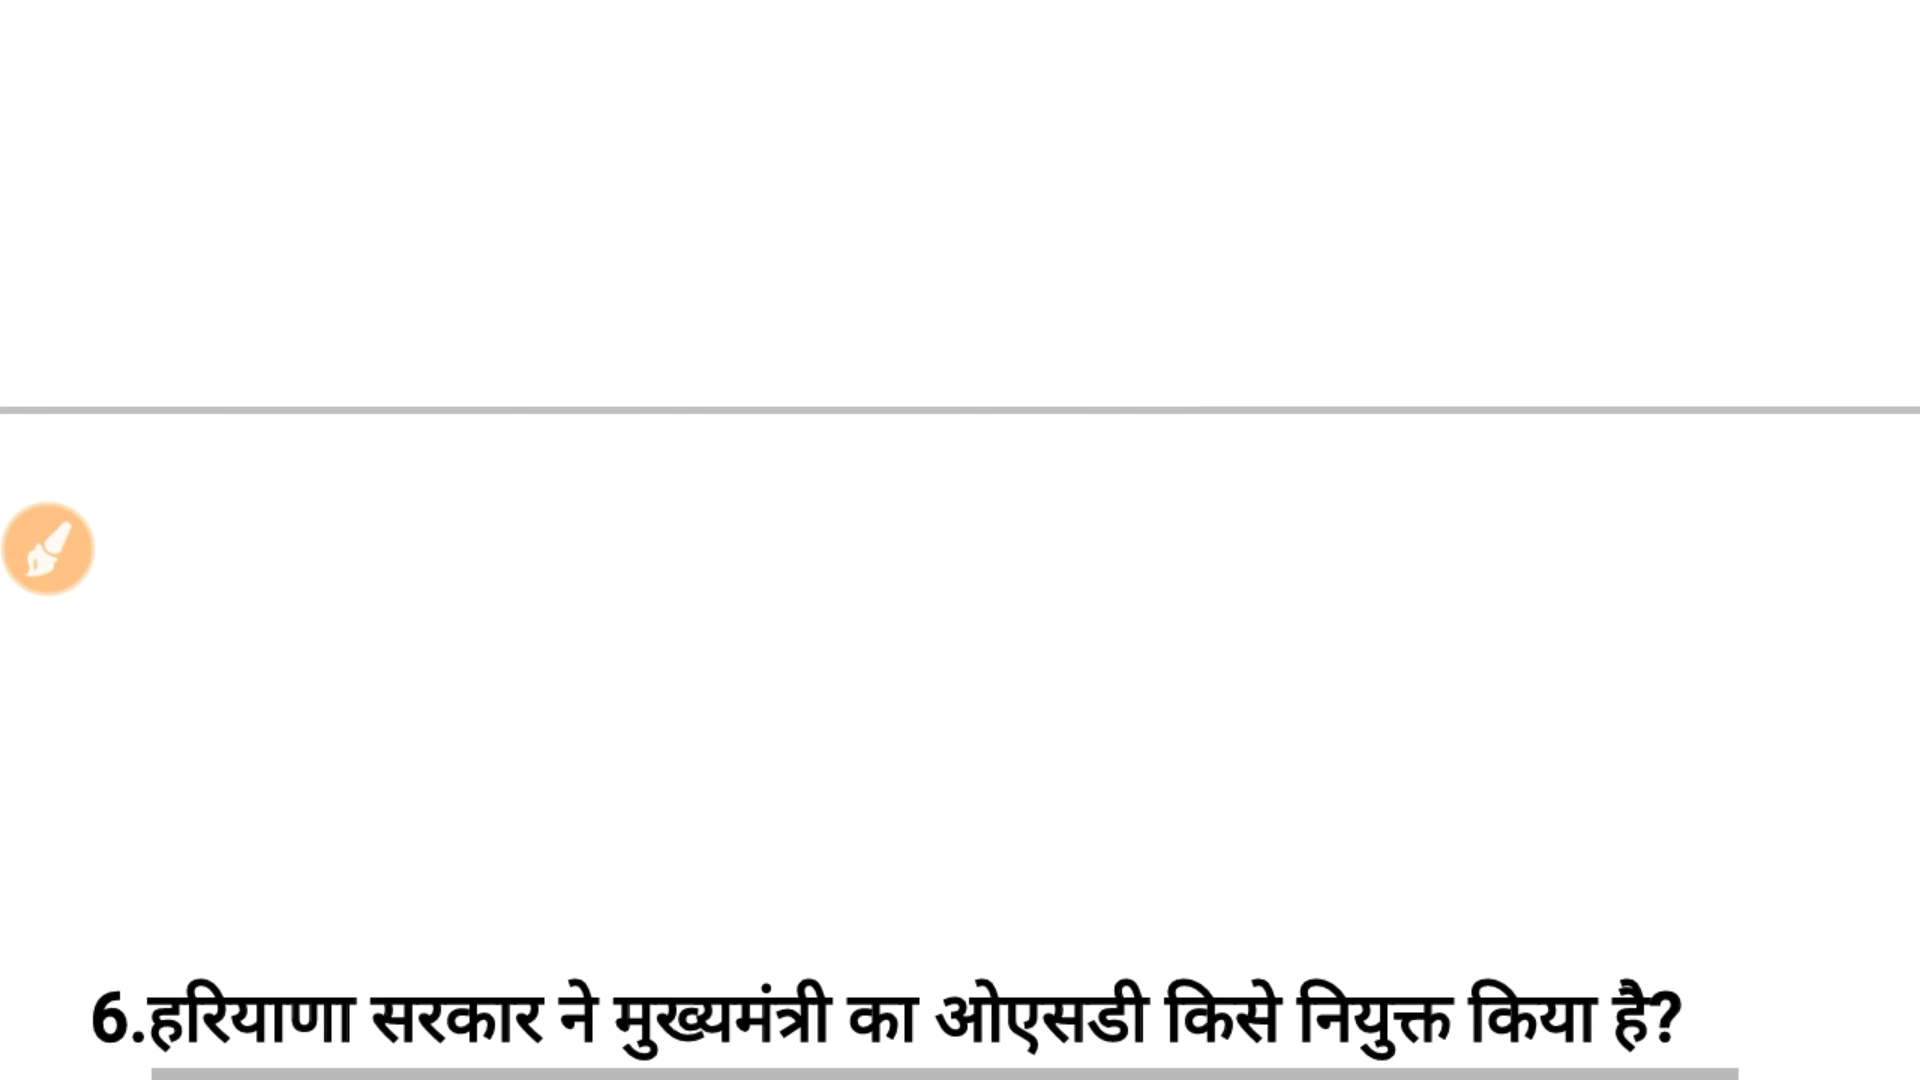 6.हरियाणा सरकार ने मुख्यमंत्री का ओएसडी किसे नियुक्त किया है?